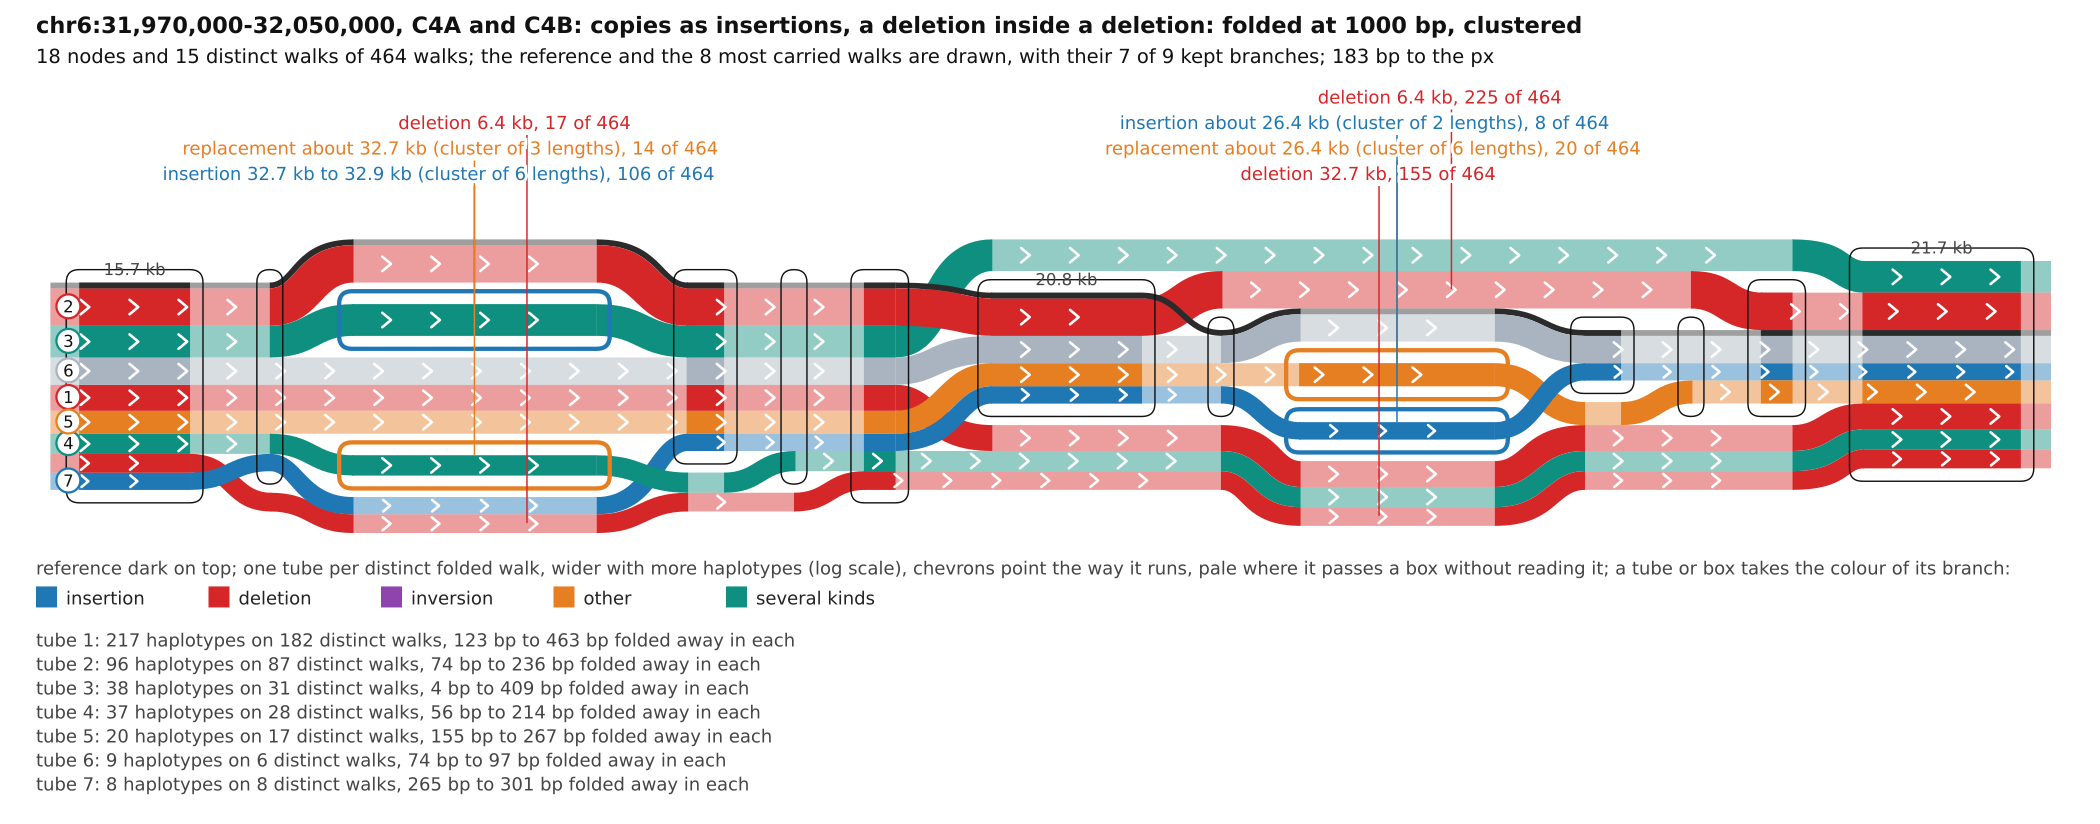 chr6:31,970,000-32,050,000, C4A and C4B: copies as insertions, a deletion inside a deletion: folded at 1000 bp, clustered
18 nodes and 15 distinct walks of 464 walks; the reference and the 8 most carried walks are drawn, with their 7 of 9 kept branches; 183 bp to the px
deletion 6.4 kb, 225 of 464
deletion 6.4 kb, 17 of 464
insertion about 26.4 kb (cluster of 2 lengths), 8 of 464
replacement about 32.7 kb (cluster of 3 lengths), 14 of 464
replacement about 26.4 kb (cluster of 6 lengths), 20 of 464
insertion 32.7 kb to 32.9 kb (cluster of 6 lengths), 106 of 464
deletion 32.7 kb, 155 of 464
15.7 kb
20.8 kb
21.7 kb
2
3
6
1
5
4
7
reference dark on top; one tube per distinct folded walk, wider with more haplotypes (log scale), chevrons point the way it runs, pale where it passes a box without reading it; a tube or box takes the colour of its branch:
insertion
deletion
inversion
other
several kinds
tube 1: 217 haplotypes on 182 distinct walks, 123 bp to 463 bp folded away in each
tube 2: 96 haplotypes on 87 distinct walks, 74 bp to 236 bp folded away in each
tube 3: 38 haplotypes on 31 distinct walks, 4 bp to 409 bp folded away in each
tube 4: 37 haplotypes on 28 distinct walks, 56 bp to 214 bp folded away in each
tube 5: 20 haplotypes on 17 distinct walks, 155 bp to 267 bp folded away in each
tube 6: 9 haplotypes on 6 distinct walks, 74 bp to 97 bp folded away in each
tube 7: 8 haplotypes on 8 distinct walks, 265 bp to 301 bp folded away in each